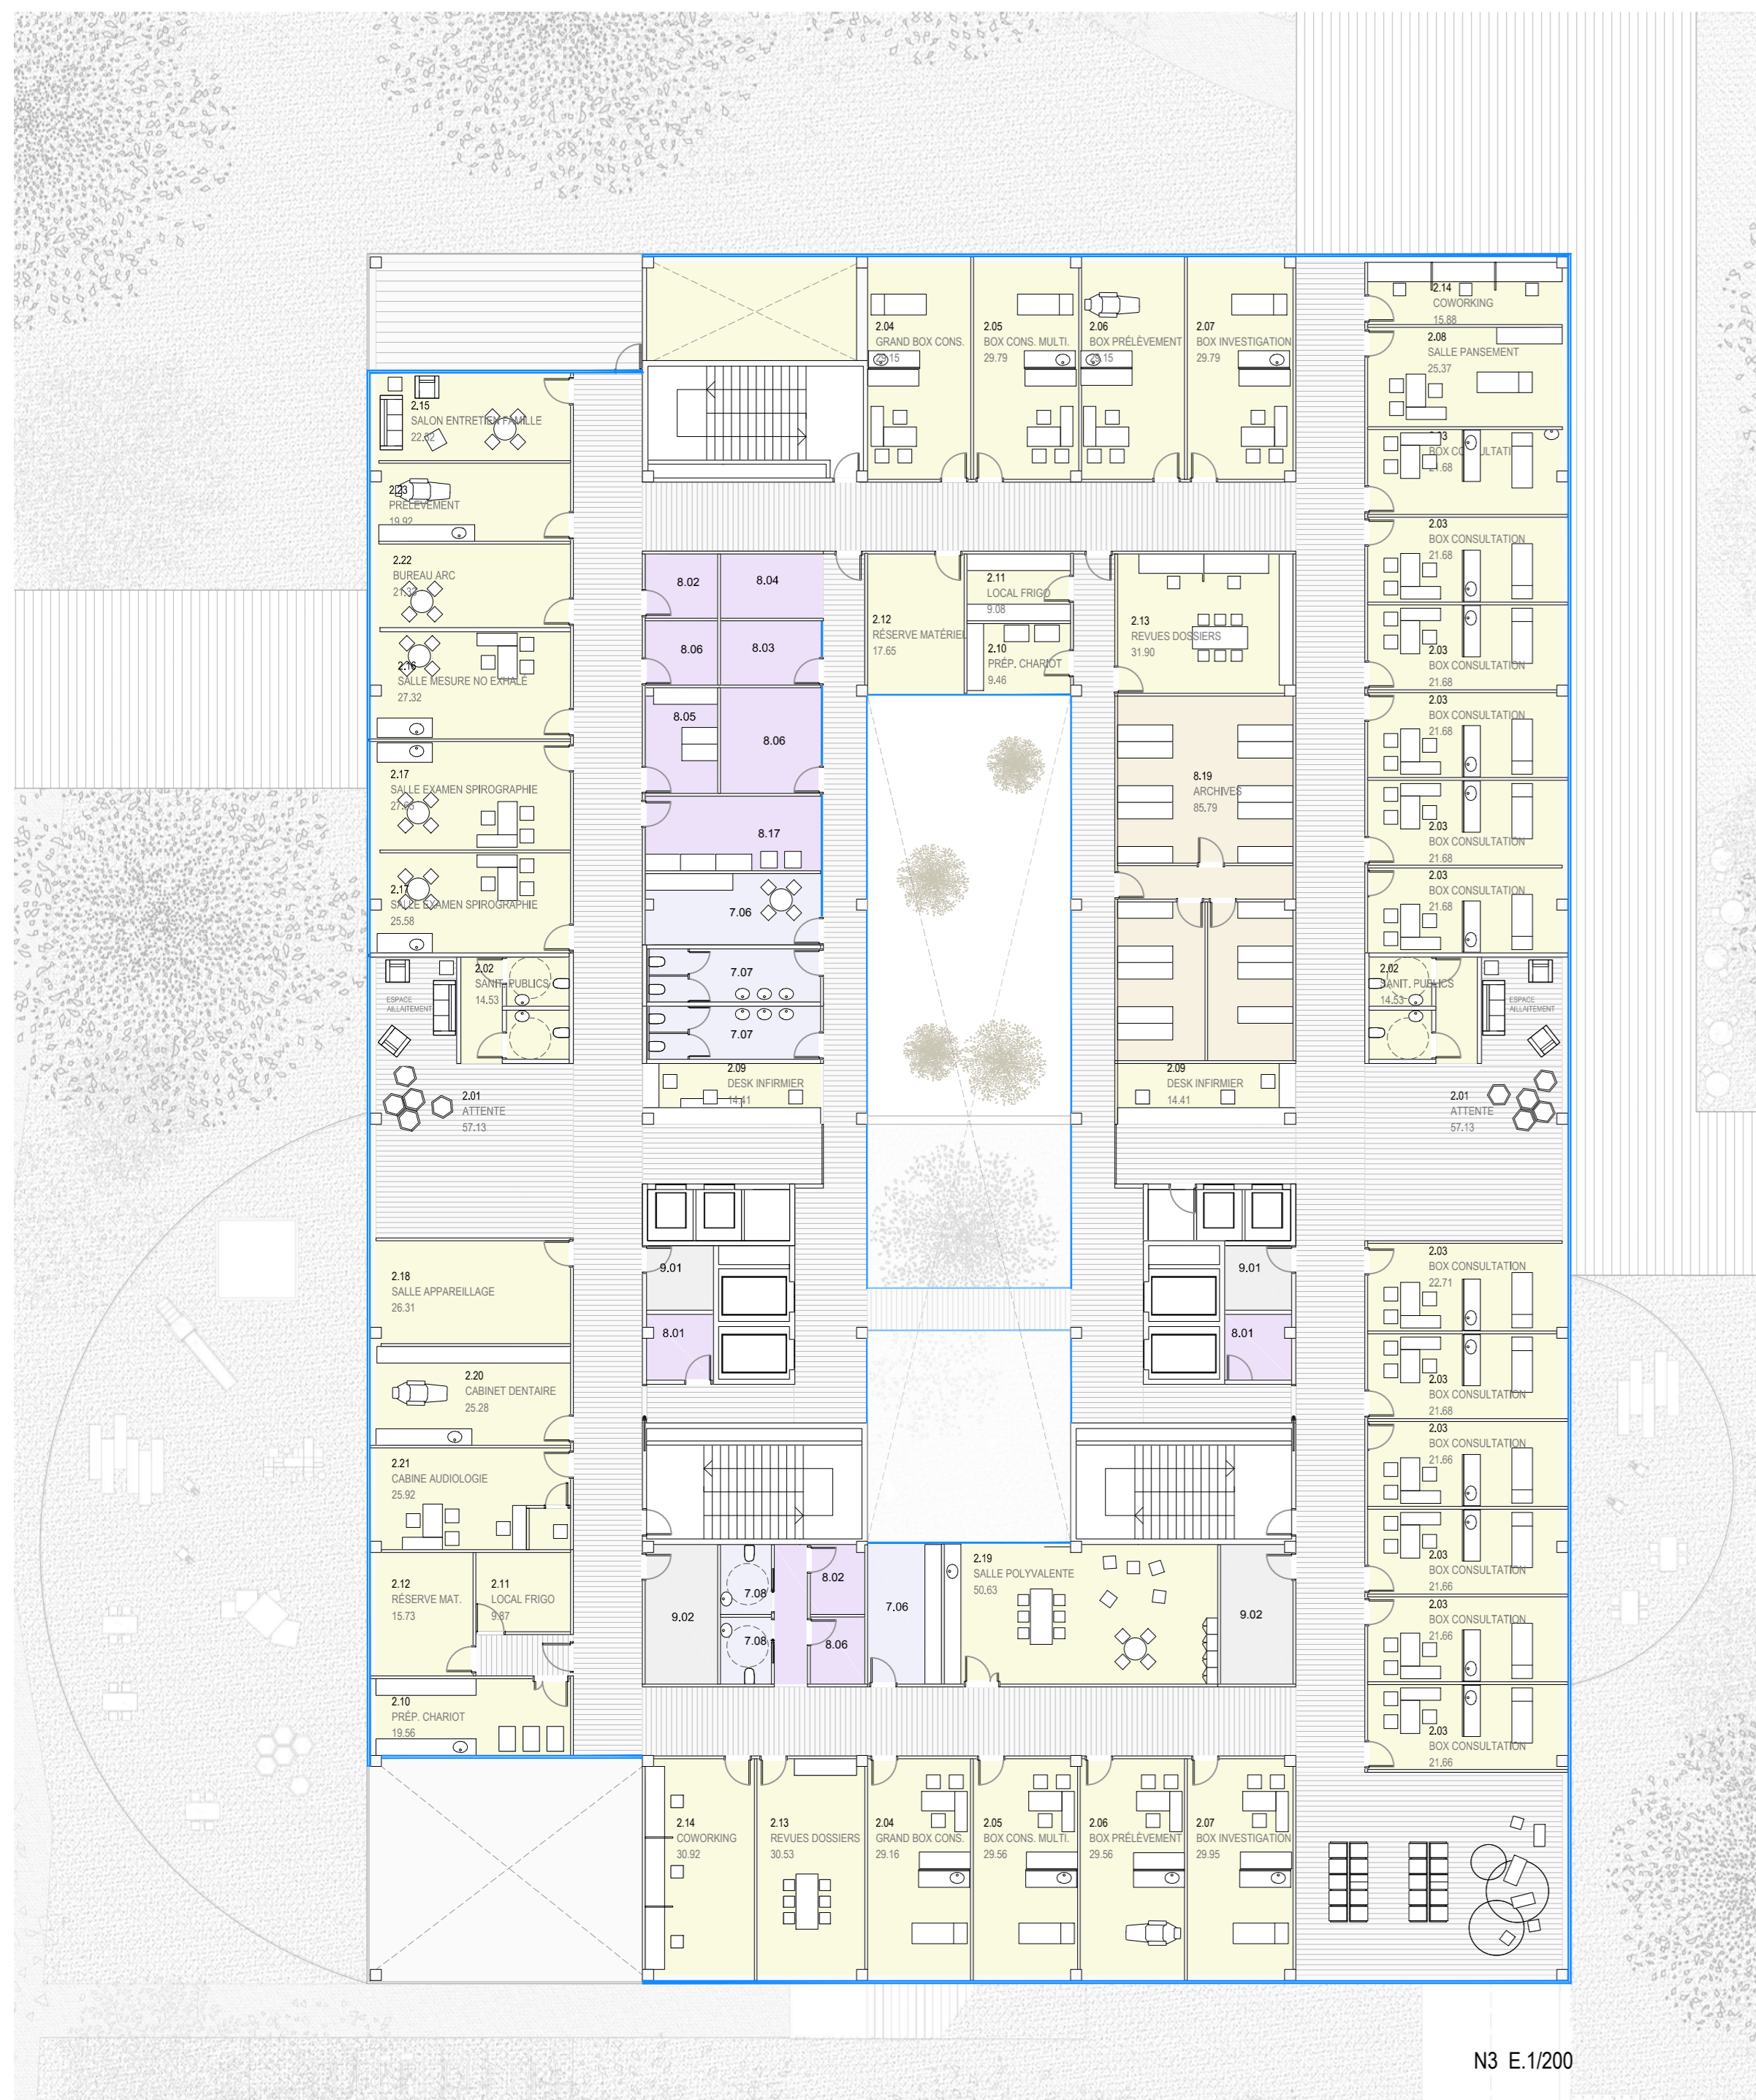 2.04
GRAND BOX CONS.
29.15
2.05
BOX CONS. MULTI.
29.79
2.06
BOX PRÉLÈVEMENT
29.15
2.07
BOX INVESTIGATION
29.79
2.14
COWORKING
15.88
2.08
SALLE PANSEMENT
25.37
2.03
21.68
2.03
BOX CONSULTATION
21.68
2.03
BOX CONSULTATION
21.68
2.03
BOX CONSULTATION
21.68
2.03
BOX CONSULTATION
21.68
2.03
BOX CONSULTATION
21.68
2.15
SALON ENTRETIEN FAMILLE
2.23
PRÉLÈVEMENT
19.92
2.22
BUREAU ARC
2.16
SALLE MESURE NO EXHALÉ
27.32
2.17
SALLE EXAMEN SPIROGRAPHIE
2.17
SALLE EXAMEN SPIROGRAPHIE
25.58
8.02
8.04
8.06
8.03
8.05
8.06
8.17
7.06
7.07
7.07
2.12
RÉSERVE MATÉRIEL
17.65
2.11
LOCAL FRIGO
9.08
2.10
PRÉP. CHARIOT
9.46
2.13
REVUES DOSSIERS
31.90
8.19
ARCHIVES
85.79
2.02
SANIT. PUBLICS
14.53
ESPACE
AILLAITEMENT
2.02
SANIT. PUBLICS
14.53
ESPACE
AILLAITEMENT
2.01
ATTENTE
57.13
2.09
DESK INFIRMIER
14.41
2.09
DESK INFIRMIER
14.41
2.01
ATTENTE
57.13
9.01
8.01
9.01
8.01
2.18
SALLE APPAREILLAGE
26.31
2.20
CABINET DENTAIRE
25.28
2.21
CABINE AUDIOLOGIE
25.92
2.12
RÉSERVE MAT.
15.73
2.11
LOCAL FRIGO
9.87
2.10
PRÉP. CHARIOT
19.56
2.03
BOX CONSULTATION
22.71
2.03
BOX CONSULTATION
21.68
2.03
BOX CONSULTATION
21.66
2.03
BOX CONSULTATION
21.66
2.03
BOX CONSULTATION
21.66
2.03
BOX CONSULTATION
21.66
9.02
7.08
7.08
8.02
8.06
7.06
2.19
SALLE POLYVALENTE
50.63
9.02
2.14
COWORKING
30.92
2.13
REVUES DOSSIERS
30.53
2.04
GRAND BOX CONS.
29.16
2.05
BOX CONS. MULTI.
29.56
2.06
BOX PRÉLÈVEMENT
29.56
2.07
BOX INVESTIGATION
29.95
N3 E.1/200